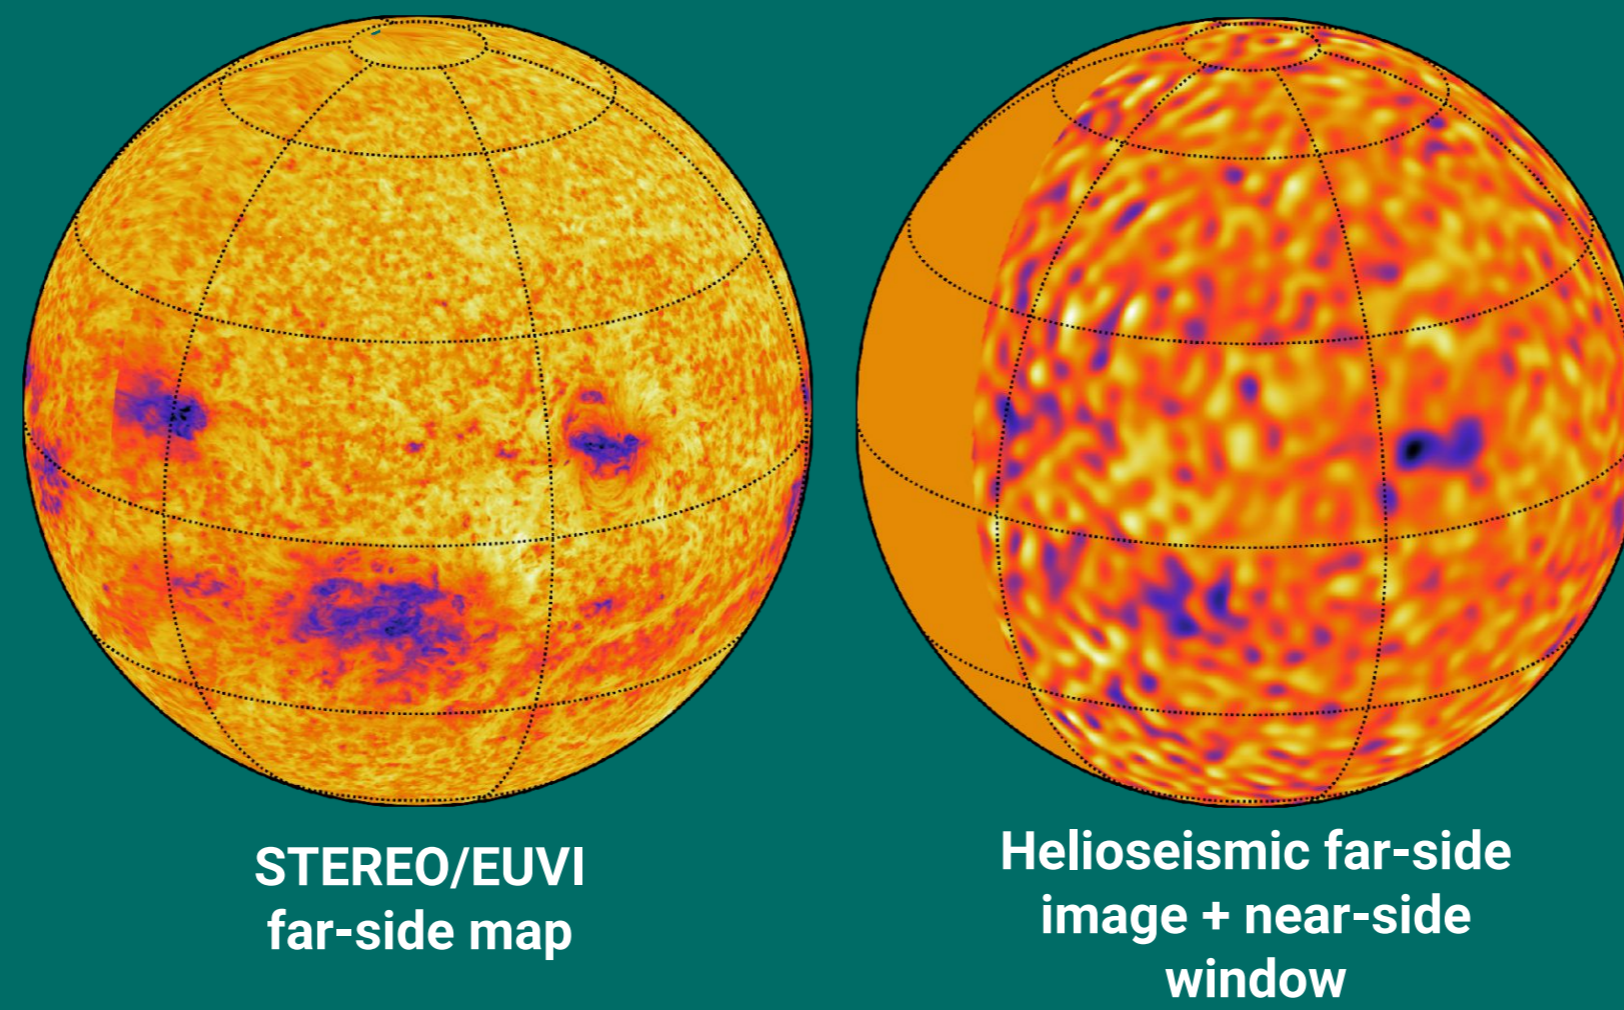 STEREO/EUVI
far-side map
Helioseismic far-side
image + near-side
window